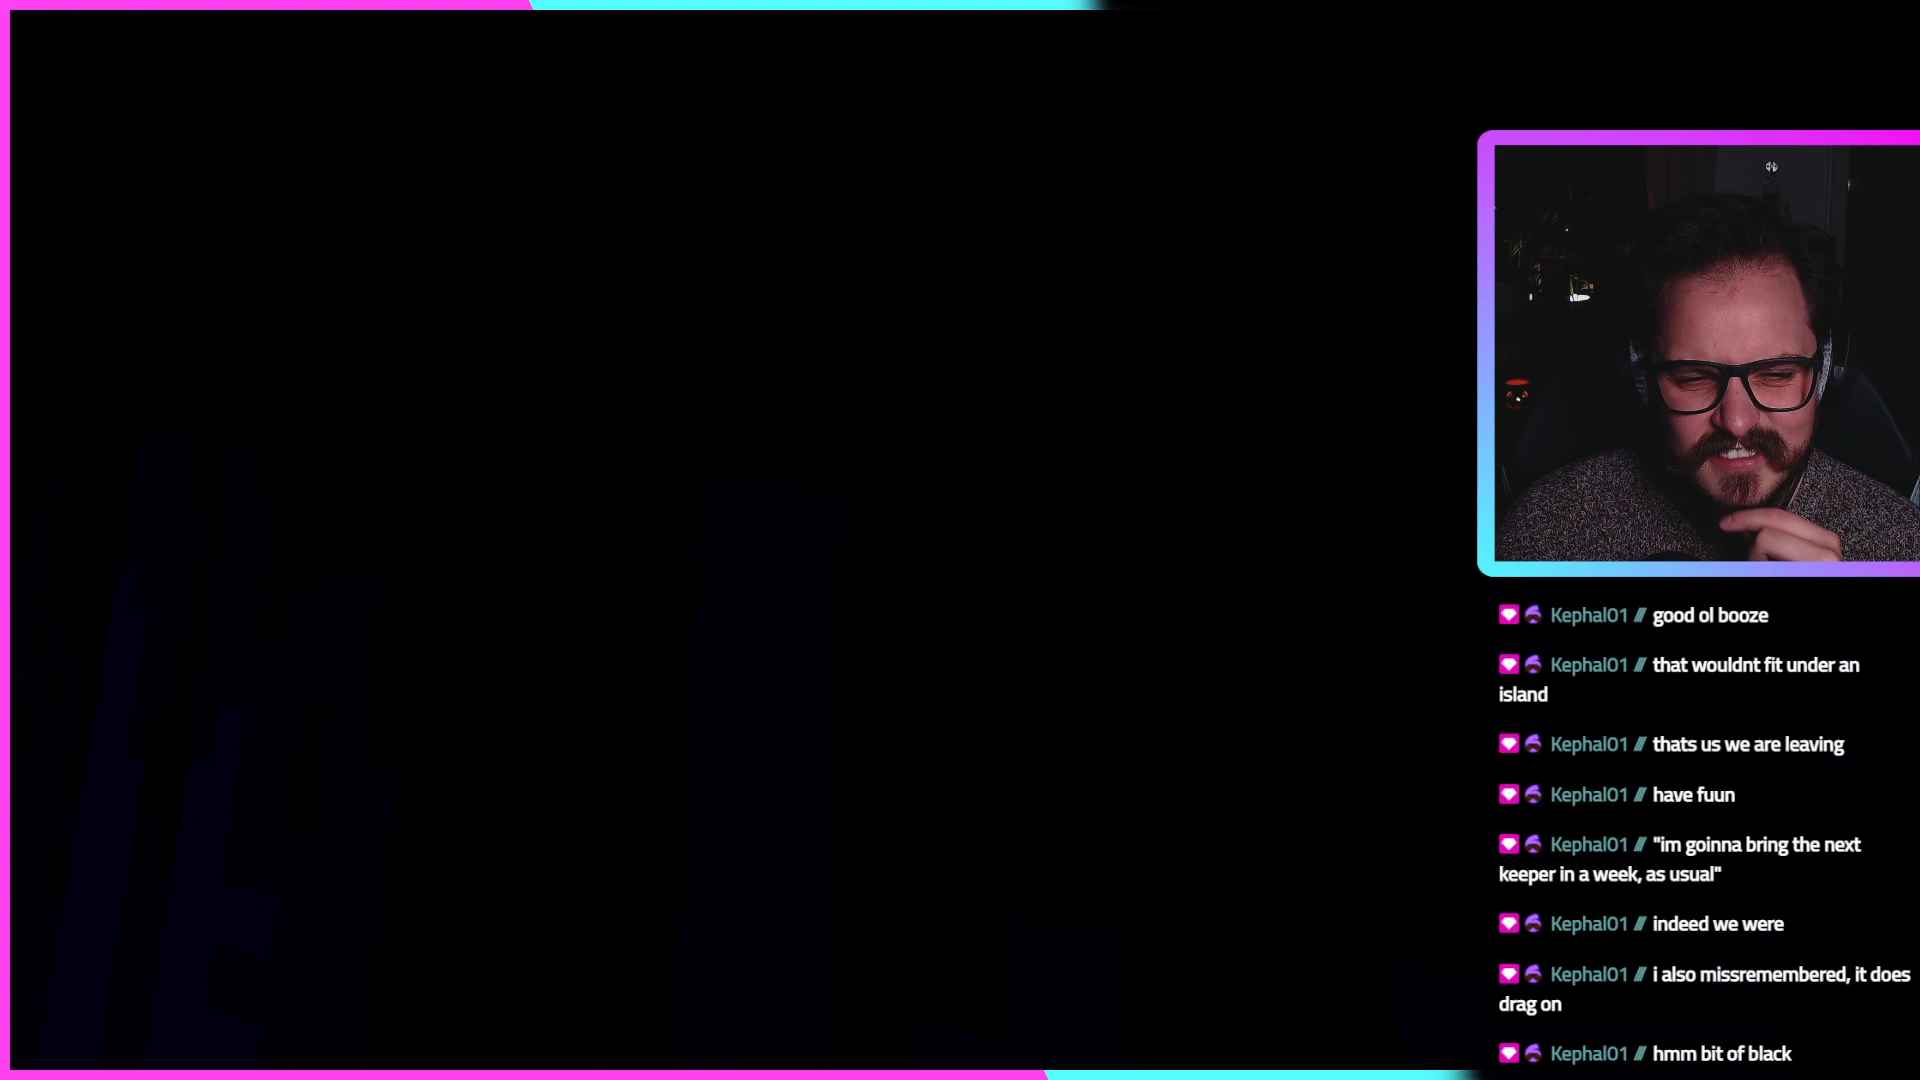 Kephal01 /// good ol booze
Kephal01 /// that wouldnt fit under an
island
Kephal01 /// thats us we are leaving
Kephal01 /// have fuun
Kephal01 /// "im goinna bring the next
keeper in a week, as usual"
Kephal01 /// indeed we were
Kephal01 /// i also missremembered, it does
drag on
Kephal01 /// hmm bit of black